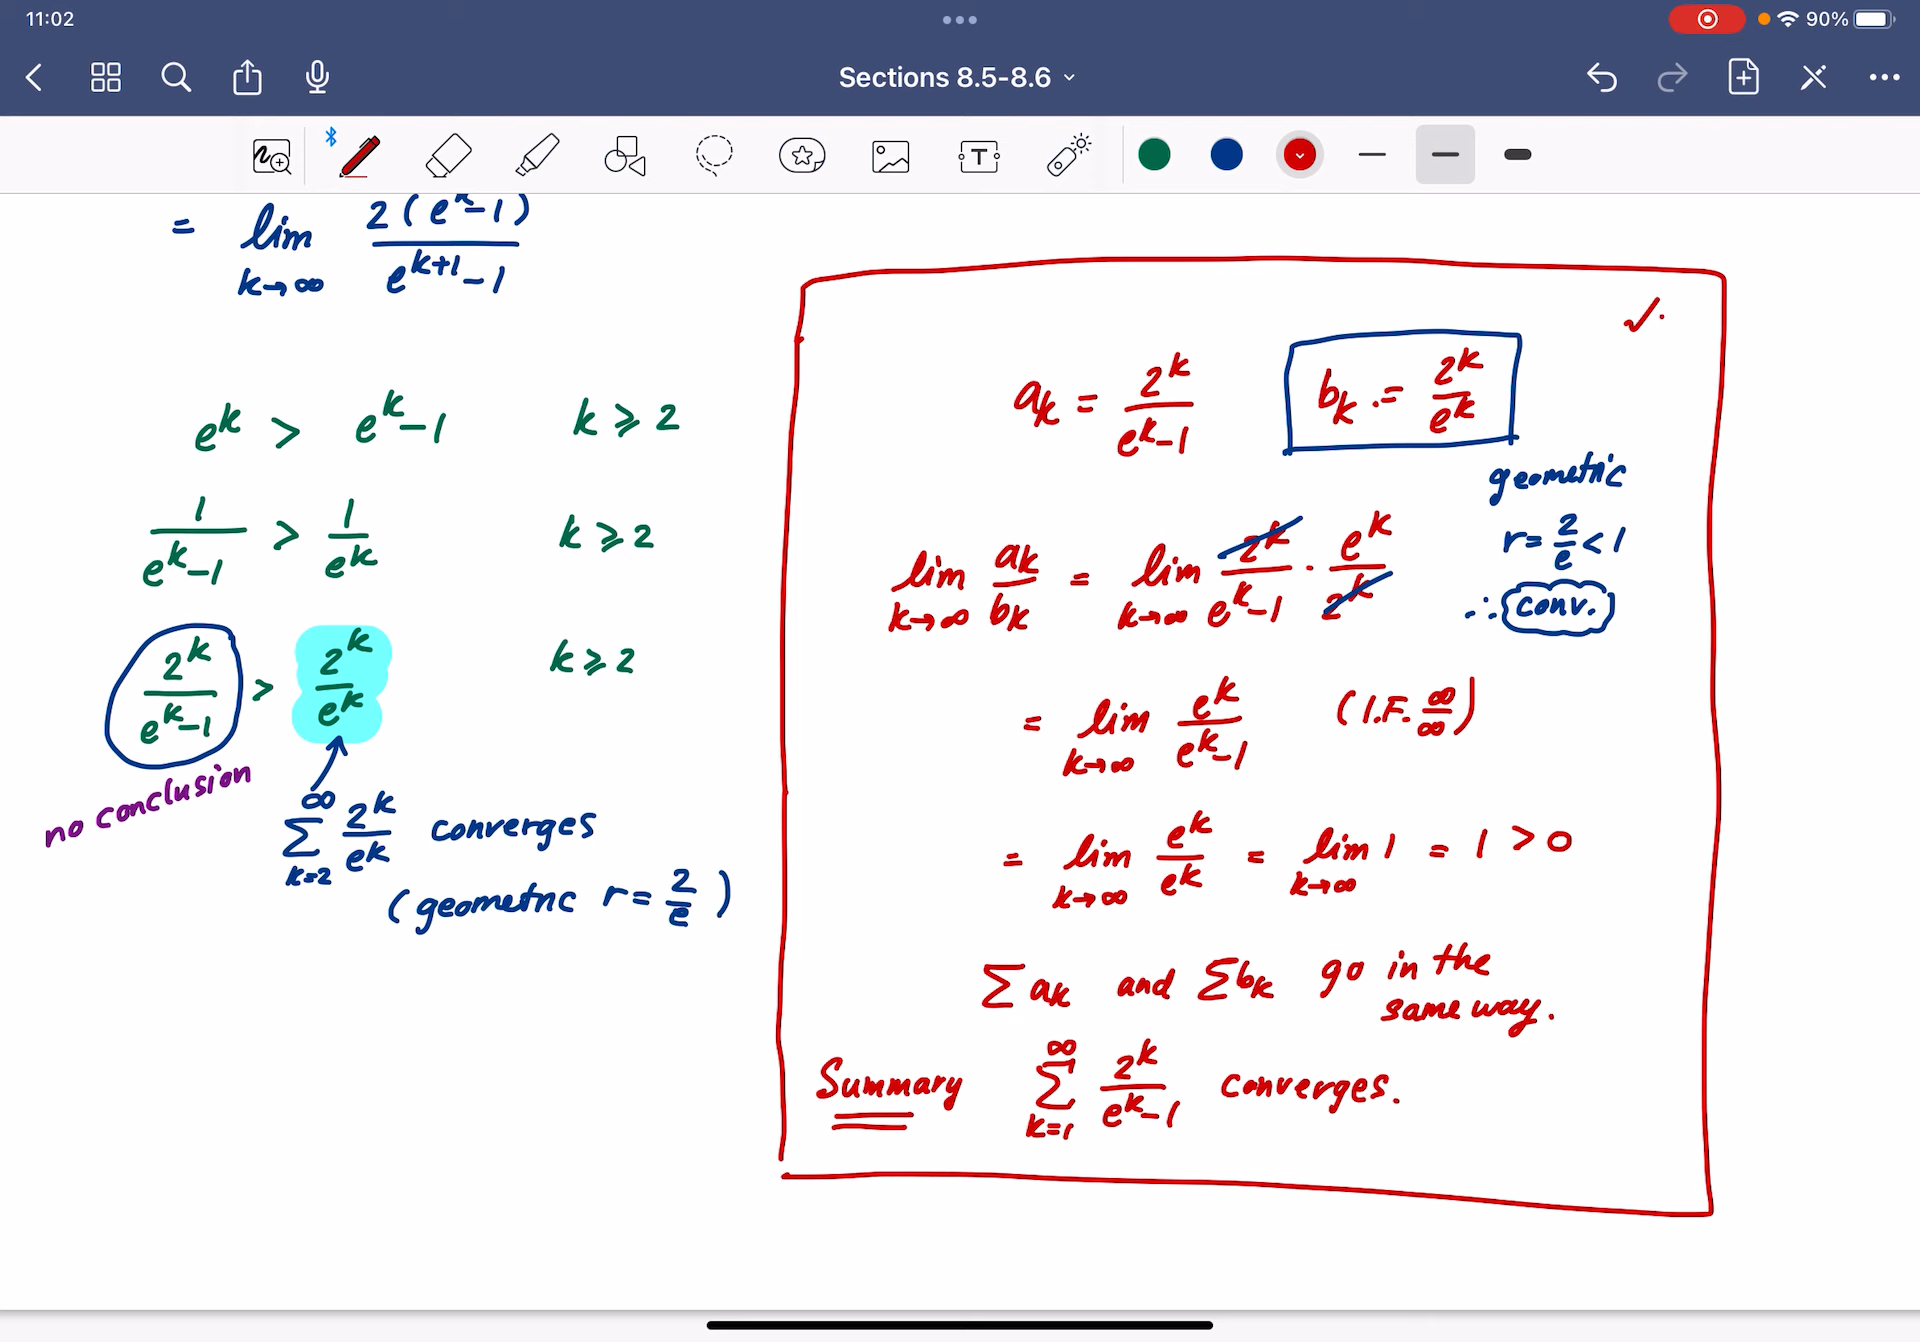 11:02
90%
Sections 8.5-8.6
= lim k→∞ 2(e^k-1) / e^(k+1)-1
e^k > e^k-1 k ⩾ 2
1/(e^k-1) > 1/e^k k ⩾ 2
2^k/(e^k-1) > 2^k/e^k k ⩾ 2
no conclusion
∞ Σ k=2 2^k/e^k converges
(geometric r = 2/e)
✓.
a_k = 2^k/(e^k-1) b_k = 2^k/e^k
geometric
r = 2/e < 1
∴ conv.
lim k→∞ a_k/b_k = lim k→∞ 2^k/(e^k-1) · e^k/2^k
= lim k→∞ e^k/(e^k-1) (I.F. ∞/∞)
= lim k→∞ e^k/e^k = lim k→∞ 1 = 1 > 0
Σ a_k and Σ b_k go in the
same way.
Summary ∞ Σ k=1 2^k/(e^k-1) converges.